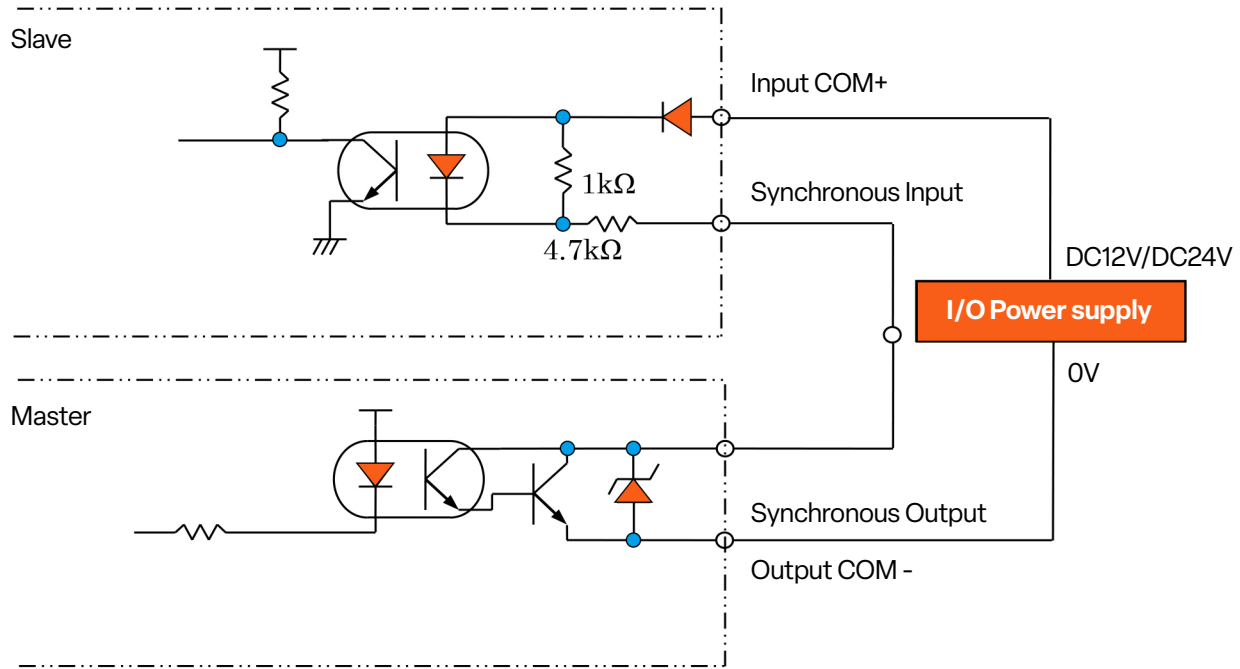 Slave
Input COM+
1kΩ
Synchronous Input
4.7kΩ
DC12V/DC24V
I/O Power supply
0V
Master
Synchronous Output
Output COM -